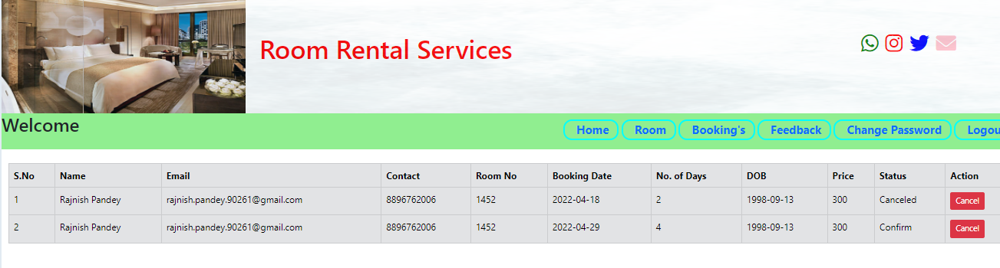 Room Rental Services
Welcome
Home Room Booking's Feedback Change Password Logou
S.No Name Email Contact Room No Booking Date No. of Days DOB Price Status Action
1 Rajnish Pandey rajnish.pandey.90261@gmail.com 8896762006 1452 2022-04-18 2 1998-09-13 300 Canceled Cancel
2 Rajnish Pandey rajnish.pandey.90261@gmail.com 8896762006 1452 2022-04-29 4 1998-09-13 300 Confirm Cancel